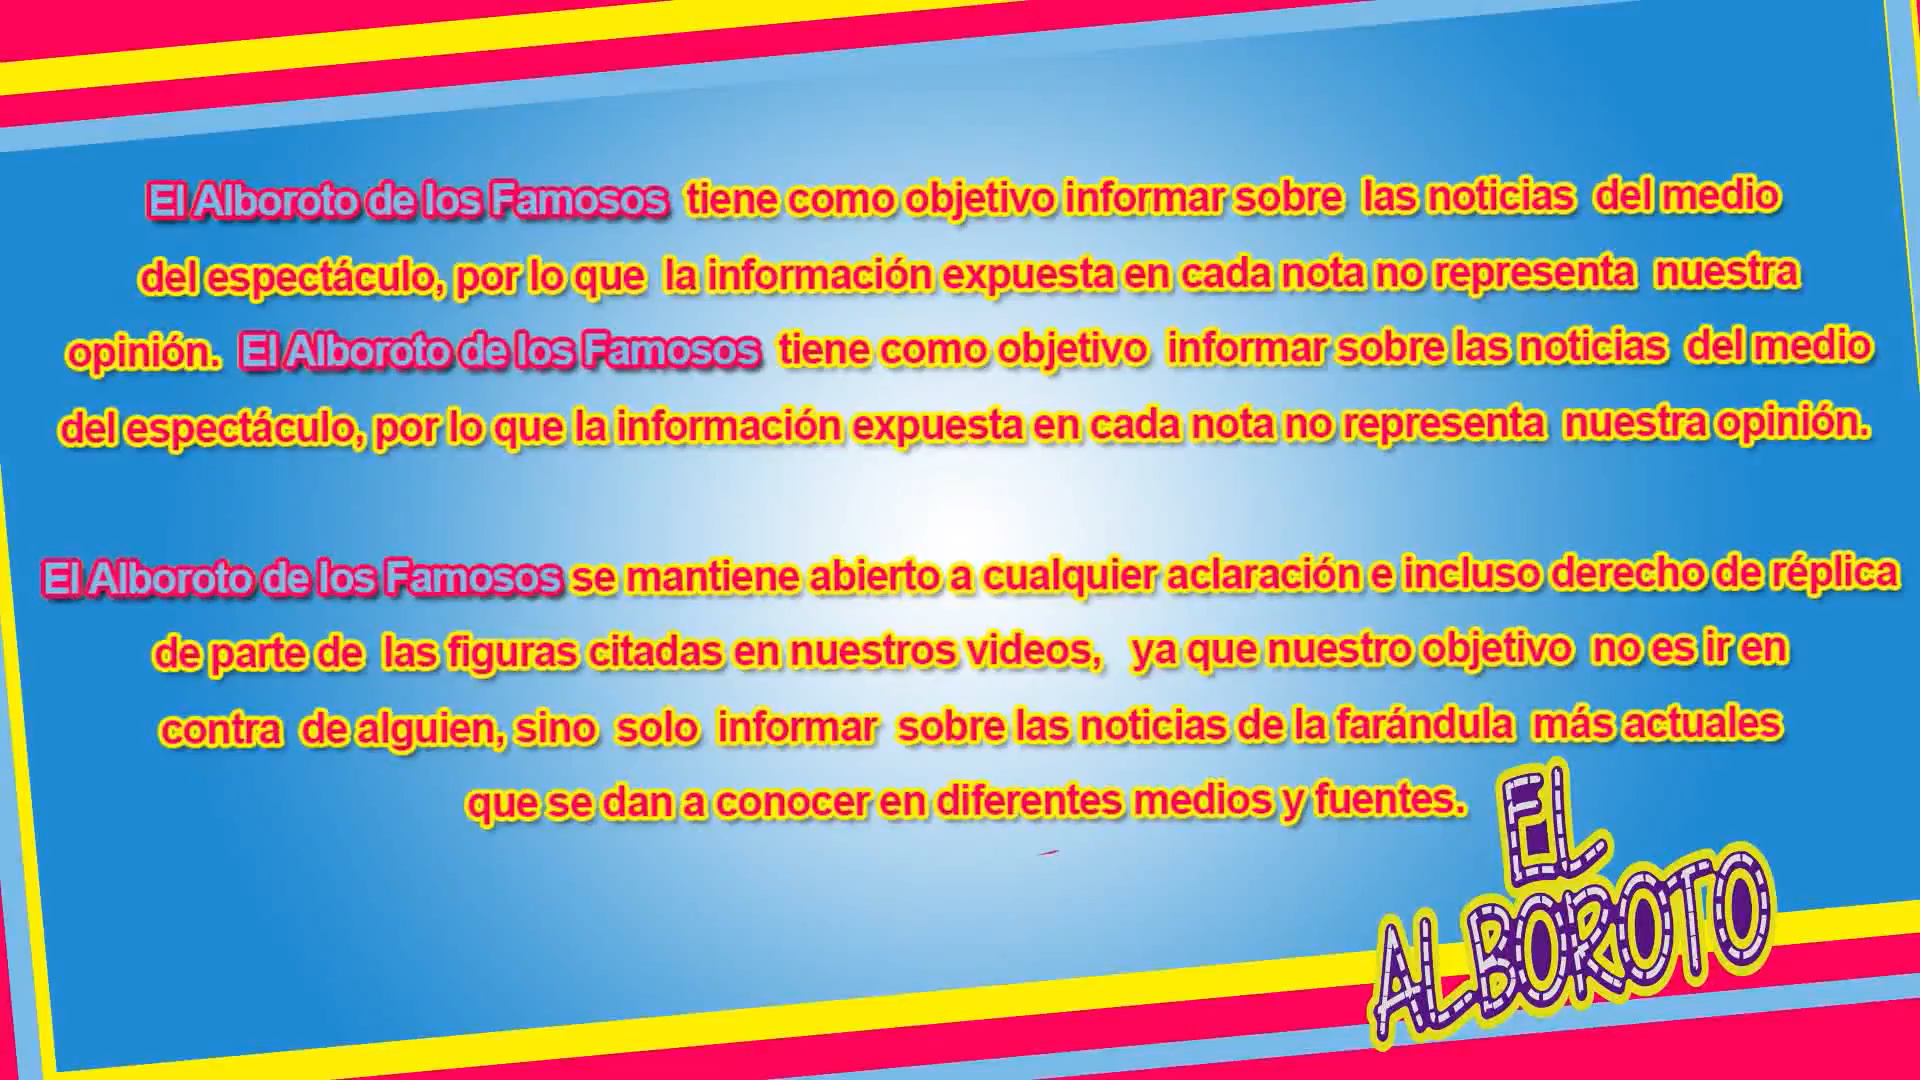 El Alboroto de los Famosos tiene como objetivo informar sobre las noticias del medio
del espectáculo, por lo que la información expuesta en cada nota no representa nuestra
opinión. El Alboroto de los Famosos tiene como objetivo informar sobre las noticias del medio
del espectáculo, por lo que la información expuesta en cada nota no representa nuestra opinión.
El Alboroto de los Famosos se mantiene abierto a cualquier aclaración e incluso derecho de réplica
de parte de las figuras citadas en nuestros videos, ya que nuestro objetivo no es ir en
contra de alguien, sino solo informar sobre las noticias de la farándula más actuales
que se dan a conocer en diferentes medios y fuentes.
EL
ALBOROTO